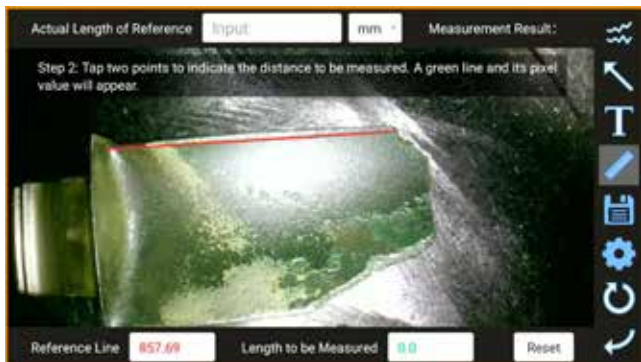 Actual Length of Reference Input mm Measurement Result:
Step 2: Tap two points to indicate the distance to be measured. A green line and its pixel
value will appear.
T
Reference Line 857.69 Length to be Measured 0.0 Reset